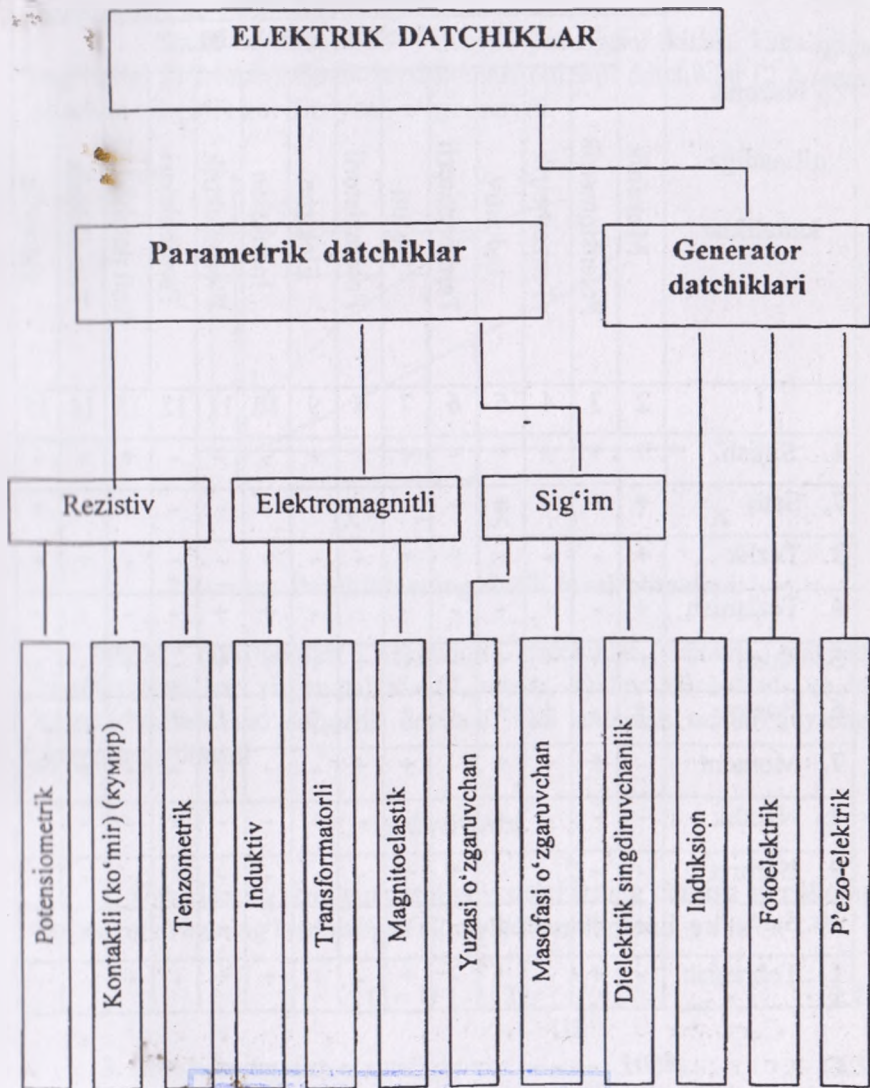 ELEKTRIK DATCHIKLAR
Parametrik datchiklar
Generator
datchiklari
Rezistiv
Elektromagnitli
Sig‘im
Potensiometrik
Kontaktli (ko‘mir) (кумир)
Tenzometrik
Induktiv
Transformatorli
Magnitoelastik
Yuzasi o‘zgaruvchan
Masofasi o‘zgaruvchan
Dielektrik singdiruvchanlik
Induksion
Fotoelektrik
P’ezo-elektrik